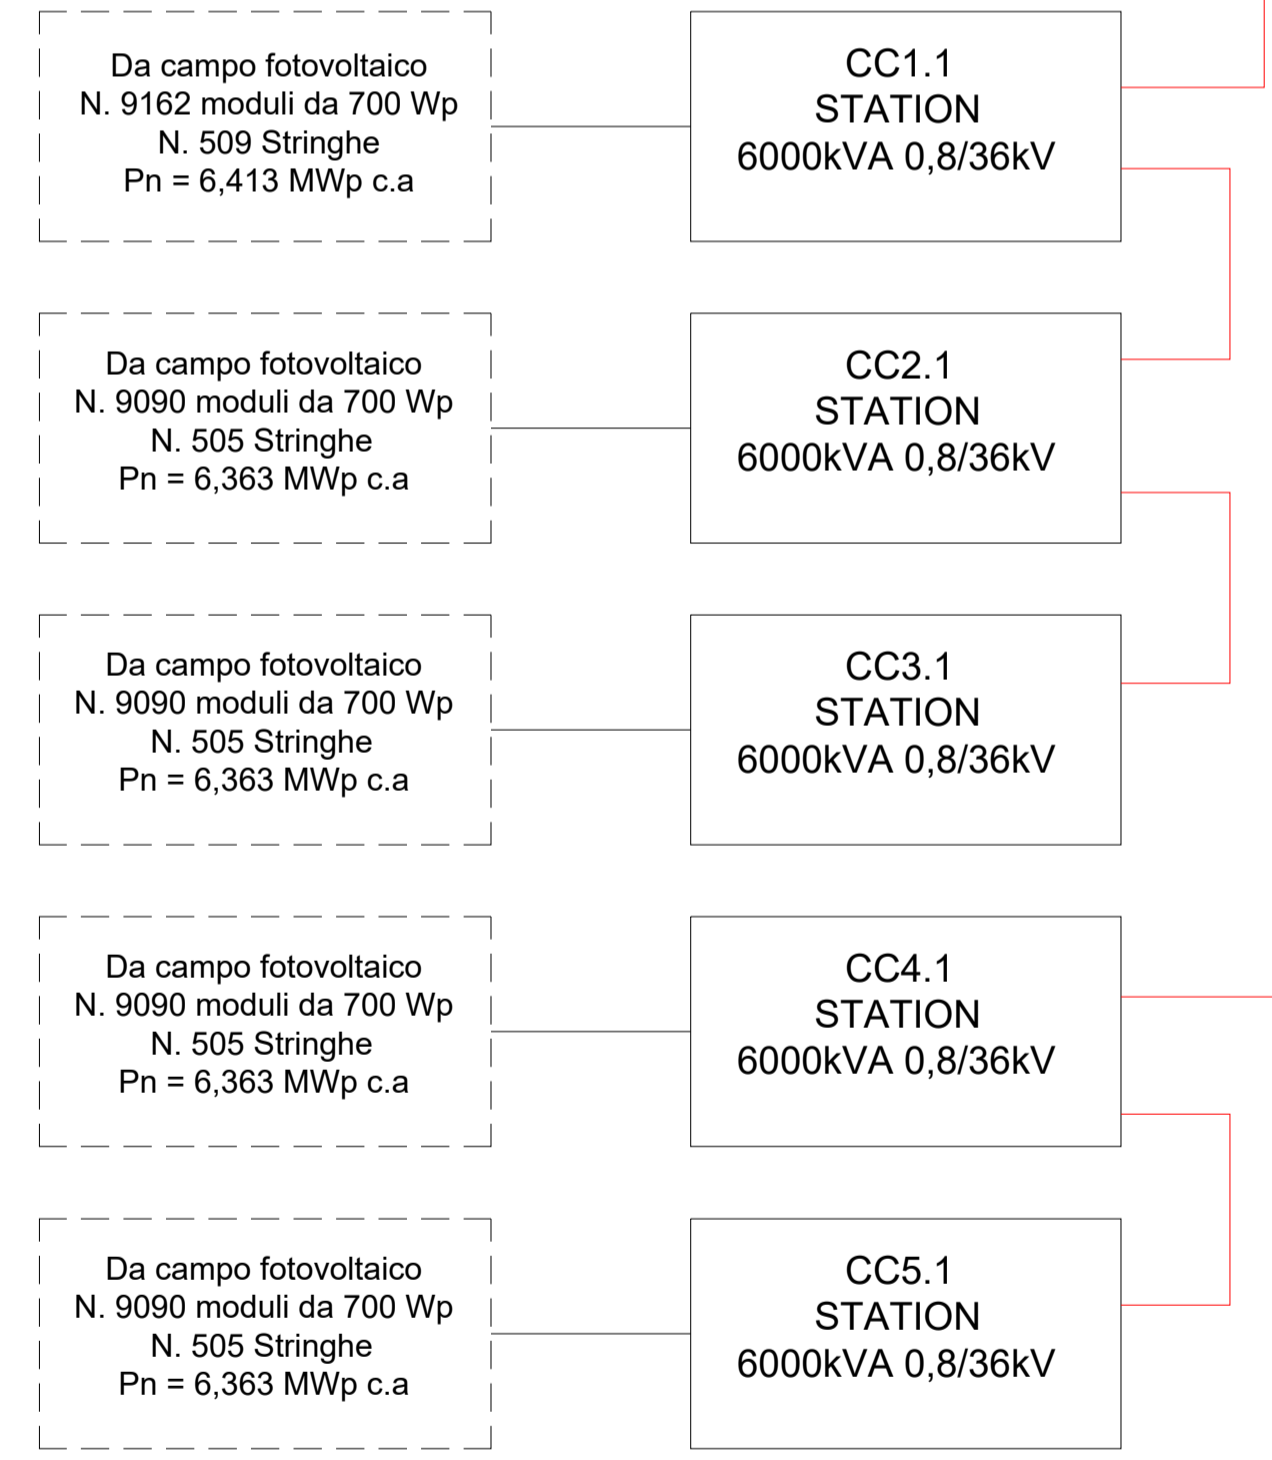 Da campo fotovoltaico
N. 9162 moduli da 700 Wp
N. 509 Stringhe
Pn = 6,413 MWp c.a
CC1.1
STATION
6000kVA 0,8/36kV
Da campo fotovoltaico
N. 9090 moduli da 700 Wp
N. 505 Stringhe
Pn = 6,363 MWp c.a
CC2.1
STATION
6000kVA 0,8/36kV
Da campo fotovoltaico
N. 9090 moduli da 700 Wp
N. 505 Stringhe
Pn = 6,363 MWp c.a
CC3.1
STATION
6000kVA 0,8/36kV
Da campo fotovoltaico
N. 9090 moduli da 700 Wp
N. 505 Stringhe
Pn = 6,363 MWp c.a
CC4.1
STATION
6000kVA 0,8/36kV
Da campo fotovoltaico
N. 9090 moduli da 700 Wp
N. 505 Stringhe
Pn = 6,363 MWp c.a
CC5.1
STATION
6000kVA 0,8/36kV